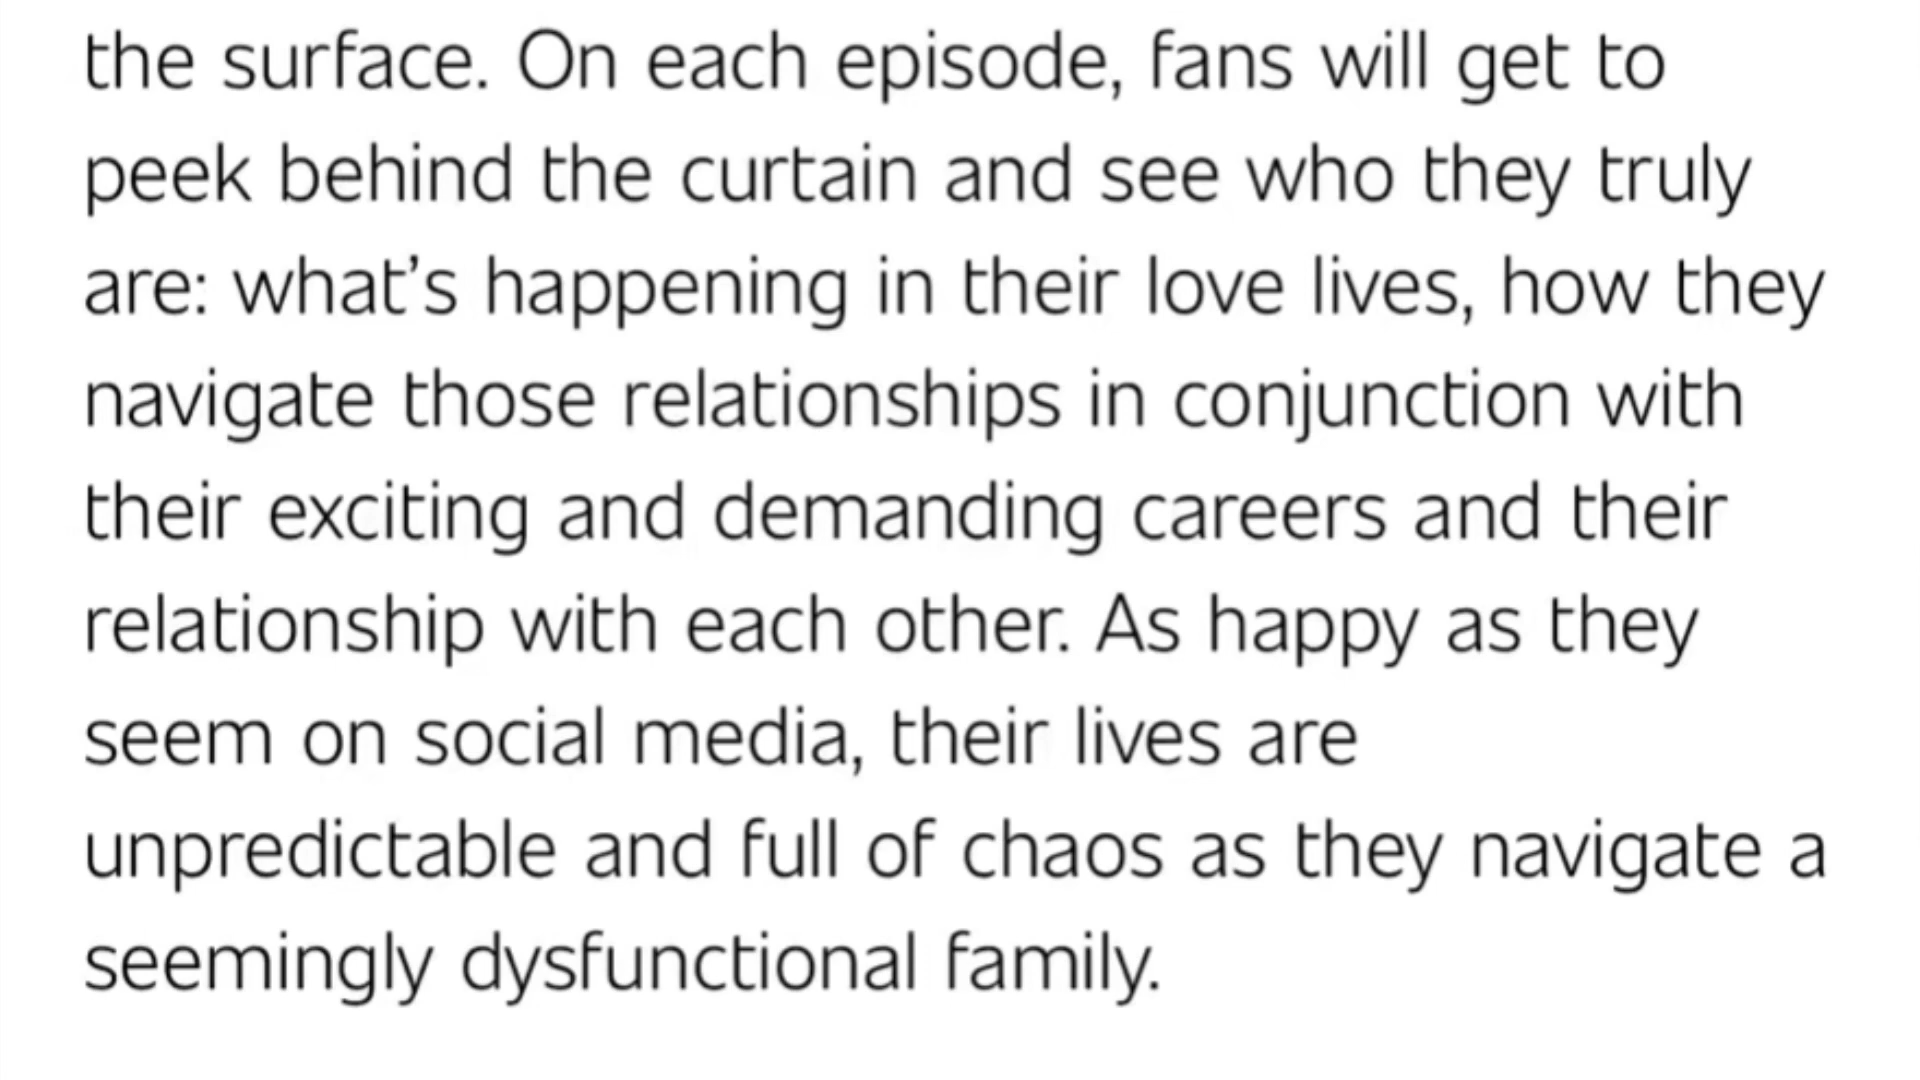 the surface. On each episode, fans will get to
peek behind the curtain and see who they truly
are: what’s happening in their love lives, how they
navigate those relationships in conjunction with
their exciting and demanding careers and their
relationship with each other. As happy as they
seem on social media, their lives are
unpredictable and full of chaos as they navigate a
seemingly dysfunctional family.